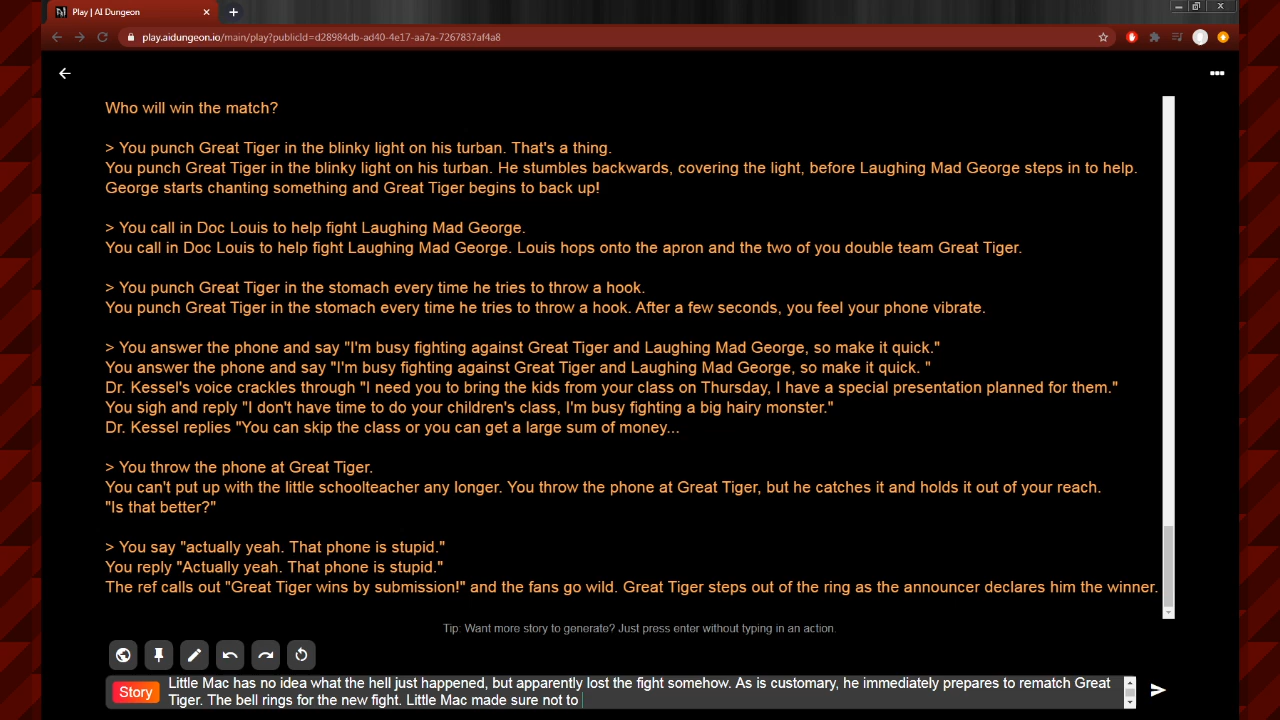 Play | AI Dungeon
play.aidungeon.io/main/play?publicId=d28984db-ad40-4e17-aa7a-7267837af4a8
Who will win the match?
> You punch Great Tiger in the blinky light on his turban. That's a thing.
You punch Great Tiger in the blinky light on his turban. He stumbles backwards, covering the light, before Laughing Mad George steps in to help.
George starts chanting something and Great Tiger begins to back up!
> You call in Doc Louis to help fight Laughing Mad George.
You call in Doc Louis to help fight Laughing Mad George. Louis hops onto the apron and the two of you double team Great Tiger.
> You punch Great Tiger in the stomach every time he tries to throw a hook.
You punch Great Tiger in the stomach every time he tries to throw a hook. After a few seconds, you feel your phone vibrate.
> You answer the phone and say "I'm busy fighting against Great Tiger and Laughing Mad George, so make it quick."
You answer the phone and say "I'm busy fighting against Great Tiger and Laughing Mad George, so make it quick. "
Dr. Kessel's voice crackles through "I need you to bring the kids from your class on Thursday, I have a special presentation planned for them."
You sigh and reply "I don't have time to do your children's class, I'm busy fighting a big hairy monster."
Dr. Kessel replies "You can skip the class or you can get a large sum of money...
> You throw the phone at Great Tiger.
You can't put up with the little schoolteacher any longer. You throw the phone at Great Tiger, but he catches it and holds it out of your reach.
"Is that better?"
> You say "actually yeah. That phone is stupid."
You reply "Actually yeah. That phone is stupid."
The ref calls out "Great Tiger wins by submission!" and the fans go wild. Great Tiger steps out of the ring as the announcer declares him the winner.
Tip: Want more story to generate? Just press enter without typing in an action.
Story
Little Mac has no idea what the hell just happened, but apparently lost the fight somehow. As is customary, he immediately prepares to rematch Great
Tiger. The bell rings for the new fight. Little Mac made sure not to